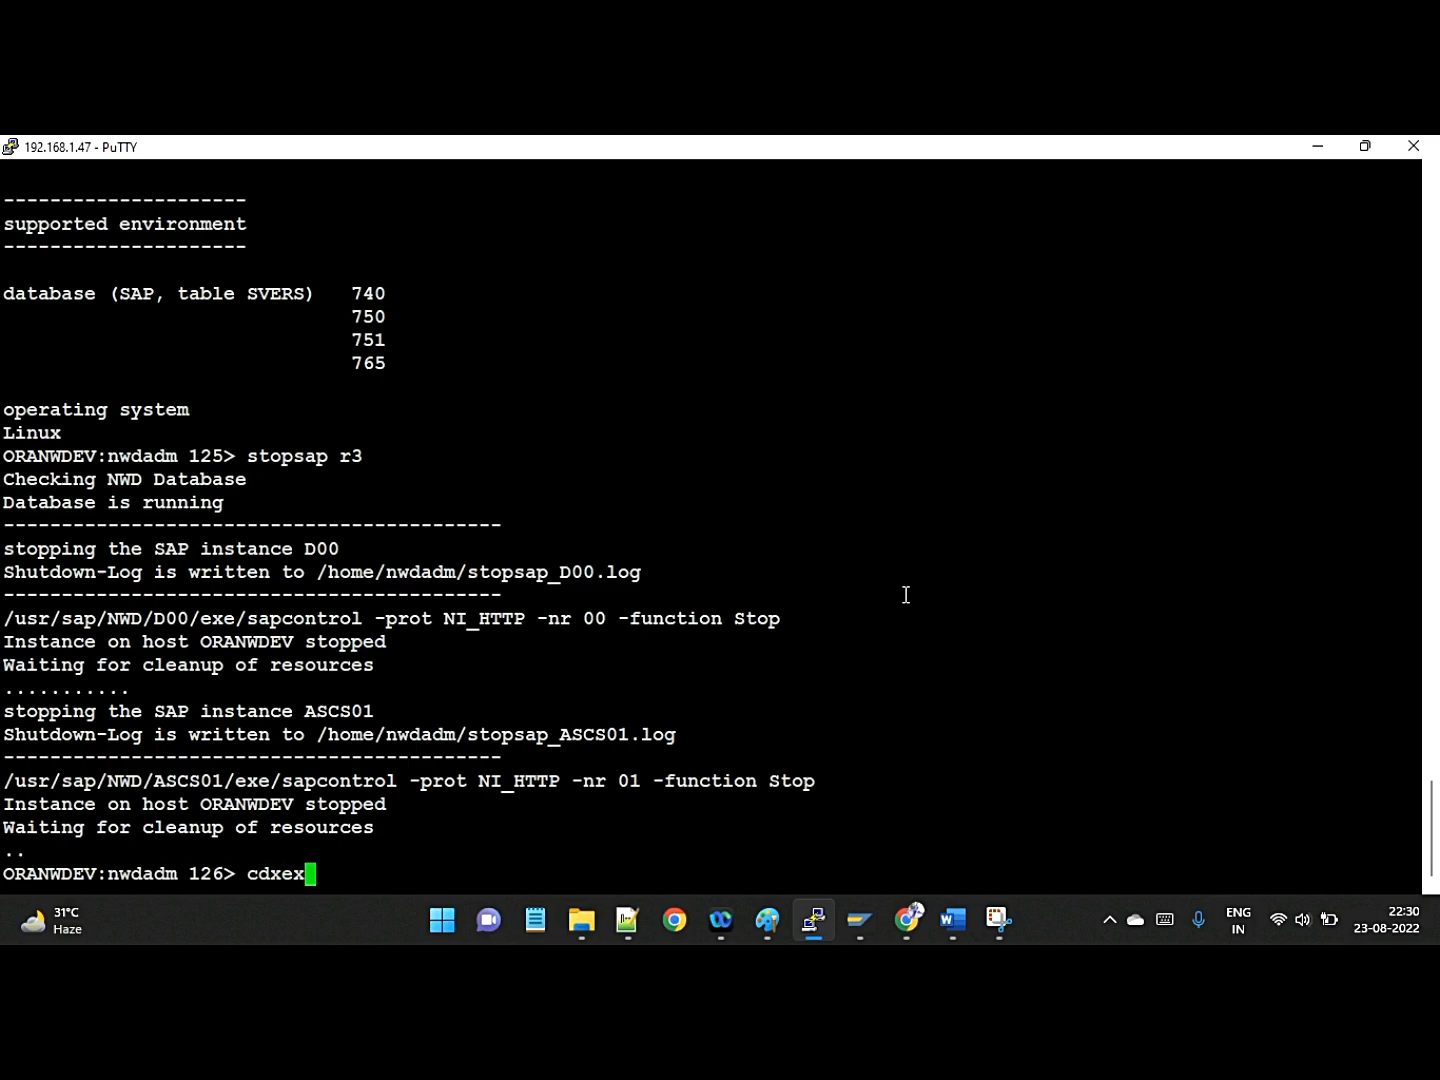 192.168.1.47 - PuTTY
---------------------
supported environment
---------------------
database (SAP, table SVERS)   740
750
751
765
operating system
Linux
ORANWDEV:nwdadm 125> stopsap r3
Checking NWD Database
Database is running
-------------------------------------------
stopping the SAP instance D00
Shutdown-Log is written to /home/nwdadm/stopsap_D00.log
-------------------------------------------
/usr/sap/NWD/D00/exe/sapcontrol -prot NI_HTTP -nr 00 -function Stop
Instance on host ORANWDEV stopped
Waiting for cleanup of resources
...........
stopping the SAP instance ASCS01
Shutdown-Log is written to /home/nwdadm/stopsap_ASCS01.log
-------------------------------------------
/usr/sap/NWD/ASCS01/exe/sapcontrol -prot NI_HTTP -nr 01 -function Stop
Instance on host ORANWDEV stopped
Waiting for cleanup of resources
..
ORANWDEV:nwdadm 126> cdxex
31°C
Haze
ENG
IN
22:30
23-08-2022